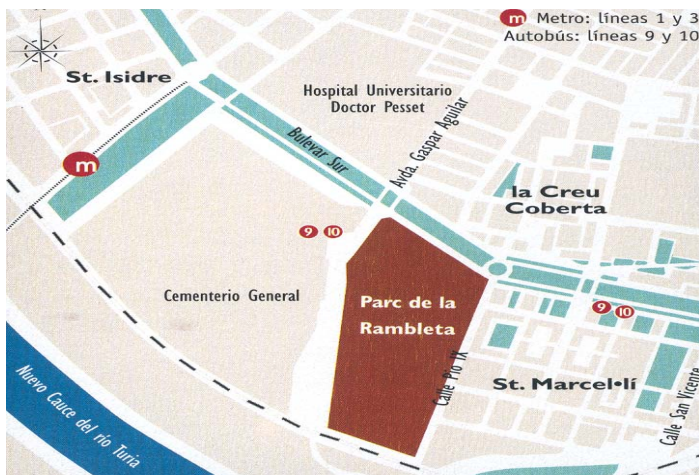 m Metro: líneas 1 y 3
Autobús: líneas 9 y 10
St. Isidre
Hospital Universitario
Doctor Pesset
Bulevar Sur
Avda. Gaspar Aguilar
m
la Creu
Coberta
9 10
Cementerio General
Parc de la
Rambleta
9 10
Calle Pío IX
St. Marcel•lí
Calle San Vicente
Nuevo Cauce del río Turia